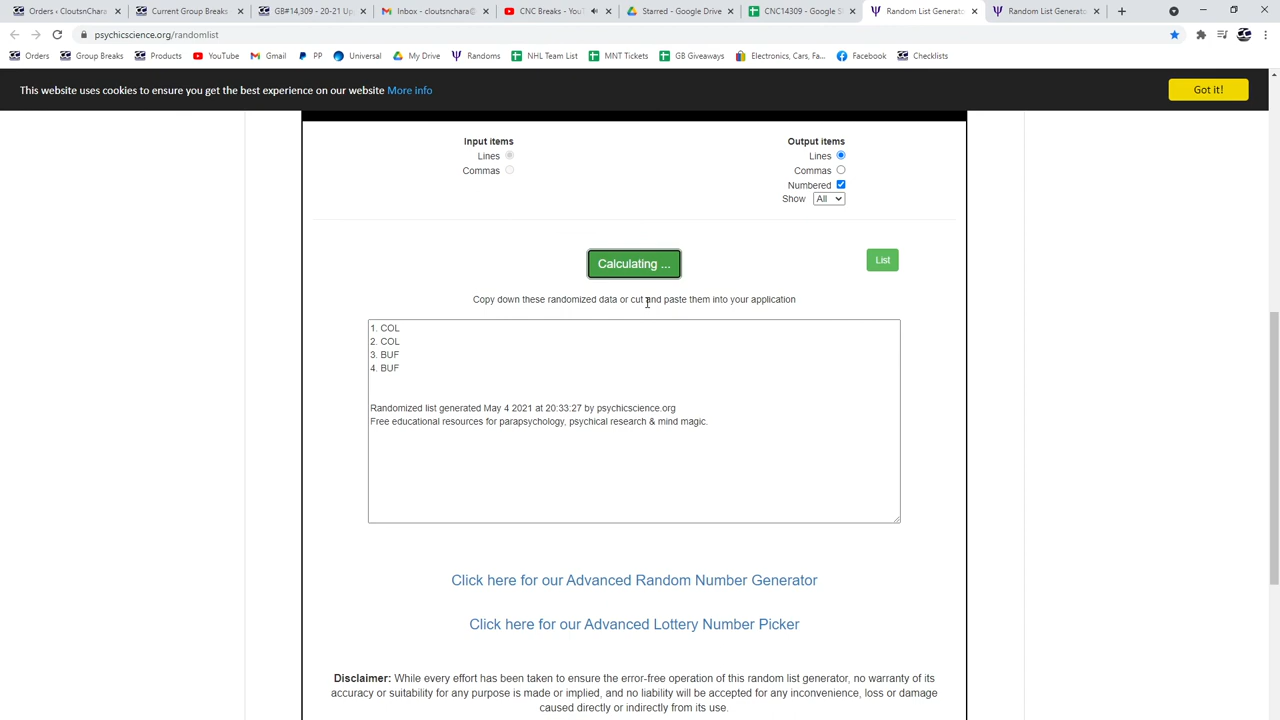 Orders ‹ CloutsnChara
Current Group Breaks
GB#14,309 - 20-21 Up
Inbox - cloutsnchara@
CNC Breaks - You
Starred - Google Drive
CNC14309 - Google S
Random List Generato
Random List Generato
psychicscience.org/randomlist
Orders
Group Breaks
Products
YouTube
Gmail
PP
Universal
My Drive
Randoms
NHL Team List
MNT Tickets
GB Giveaways
Electronics, Cars, Fa...
Facebook
Checklists
This website uses cookies to ensure you get the best experience on our website More info
Got it!
Input items
Output items
Lines
Lines
Commas
Commas
Numbered
Show All
Calculating ...
List
Copy down these randomized data or cut and paste them into your application
1. COL
2. COL
3. BUF
4. BUF
Randomized list generated May 4 2021 at 20:33:27 by psychicscience.org
Free educational resources for parapsychology, psychical research & mind magic.
Click here for our Advanced Random Number Generator
Click here for our Advanced Lottery Number Picker
Disclaimer: While every effort has been taken to ensure the error-free operation of this random list generator, no warranty of its
accuracy or suitability for any purpose is made or implied, and no liability will be accepted for any inconvenience, loss or damage
caused directly or indirectly from its use.